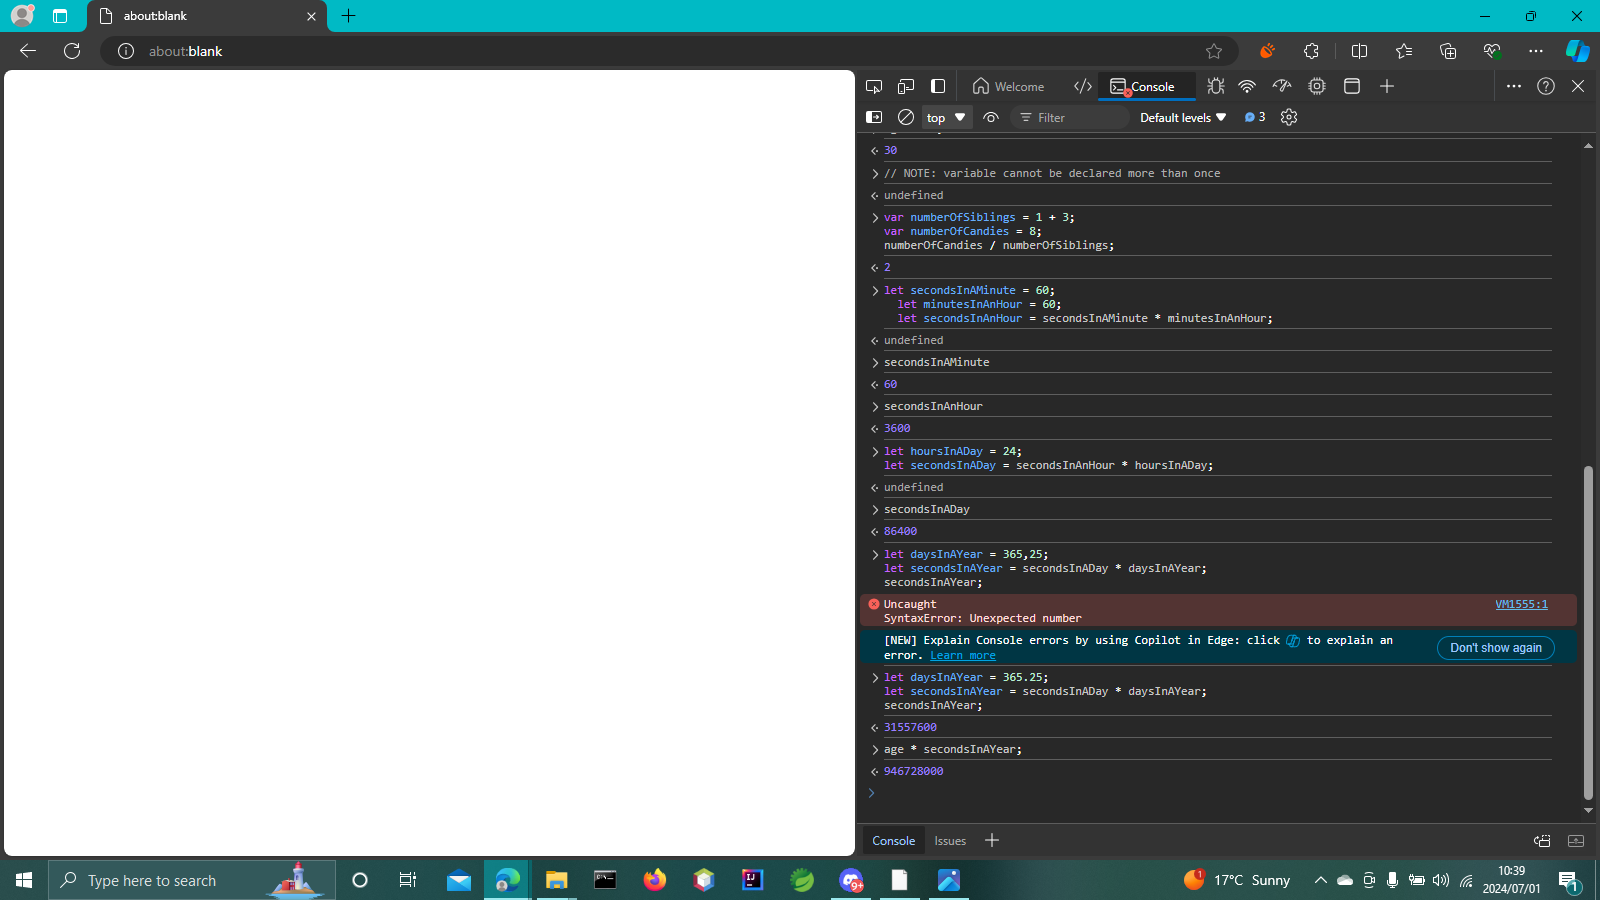 about:blank
about:blank
Welcome
Console
top
Filter
Default levels
3
30
// NOTE: variable cannot be declared more than once
undefined
var numberOfSiblings = 1 + 3;
var numberOfCandies = 8;
numberOfCandies / numberOfSiblings;
2
let secondsInAMinute = 60;
let minutesInAnHour = 60;
let secondsInAnHour = secondsInAMinute * minutesInAnHour;
undefined
secondsInAMinute
60
secondsInAnHour
3600
let hoursInADay = 24;
let secondsInADay = secondsInAnHour * hoursInADay;
undefined
secondsInADay
86400
let daysInAYear = 365,25;
let secondsInAYear = secondsInADay * daysInAYear;
secondsInAYear;
Uncaught VM1555:1
SyntaxError: Unexpected number
[NEW] Explain Console errors by using Copilot in Edge: click to explain an
error. Learn more
Don't show again
let daysInAYear = 365.25;
let secondsInAYear = secondsInADay * daysInAYear;
secondsInAYear;
31557600
age * secondsInAYear;
946728000
Console
Issues
Type here to search
9+
1
17°C Sunny
10:39
2024/07/01
1